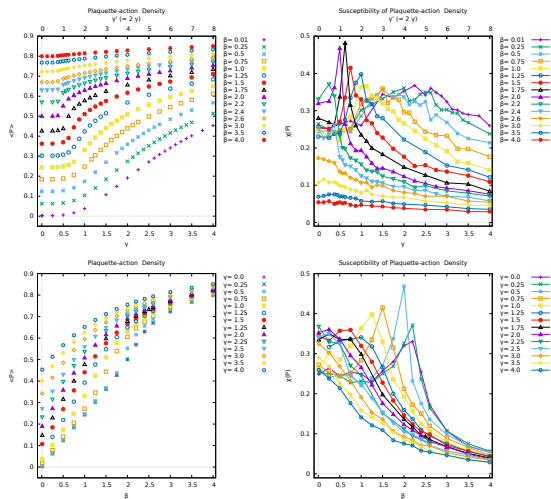 Plaquette-action Density
γ' (= 2 γ)
0 1 2 3 4 5 6 7 8
0.9
0.8
0.7
0.6
0.5
0.4
0.3
0.2
0.1
0
<P>
0 0.5 1 1.5 2 2.5 3 3.5 4
γ
β= 0.01
β= 0.25
β= 0.5
β= 0.75
β= 1.0
β= 1.2
β= 1.5
β= 1.7
β= 2.0
β= 2.2
β= 2.4
β= 2.6
β= 3.0
β= 3.5
β= 4.0
Susceptibility of Plaquette-action Density
γ' (= 2 γ)
0 1 2 3 4 5 6 7 8
0.5
0.4
0.3
0.2
0.1
χ(P)
0 0.5 1 1.5 2 2.5 3 3.5 4
γ
β= 0.01
β= 0.25
β= 0.5
β= 0.75
β= 1.0
β= 1.2
β= 1.5
β= 1.75
β= 2.0
β= 2.2
β= 2.4
β= 2.6
β= 3.0
β= 3.5
β= 4.0
Plaquette-action Density
0.9
0.8
0.7
0.6
0.5
0.4
0.3
0.2
0.1
0
<P>
0 0.5 1 1.5 2 2.5 3 3.5 4
β
γ= 0.0
γ= 0.25
γ= 0.5
γ= 0.75
γ= 1.0
γ= 1.25
γ= 1.5
γ= 1.75
γ= 2.0
γ= 2.25
γ= 2.5
γ= 3.0
γ= 3.5
γ= 4.0
Susceptibility of Plaquette-action Density
0.5
0.4
0.3
0.2
0.1
0
χ(P)
0 0.5 1 1.5 2 2.5 3 3.5 4
β
γ= 0.0
γ= 0.25
γ= 0.5
γ= 0.75
γ= 1.0
γ= 1.25
γ= 1.5
γ= 1.75
γ= 2.0
γ= 2.25
γ= 2.5
γ= 3.0
γ= 3.5
γ= 4.0